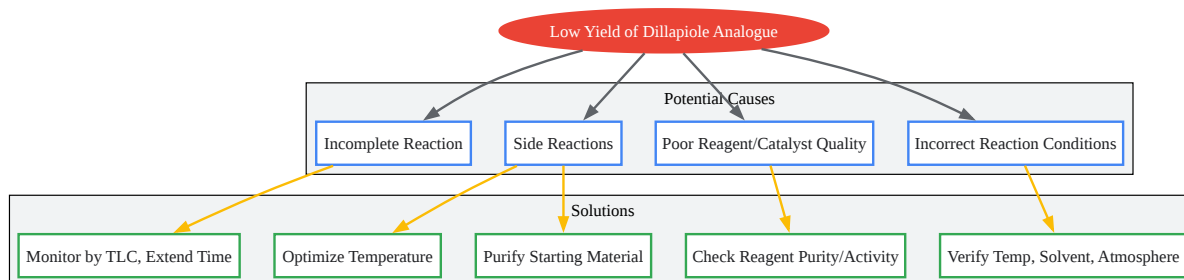 Low Yield of Dillapiole Analogue
Potential Causes
Incomplete Reaction
Side Reactions
Poor Reagent/Catalyst Quality
Incorrect Reaction Conditions
Solutions
Monitor by TLC, Extend Time
Optimize Temperature
Purify Starting Material
Check Reagent Purity/Activity
Verify Temp, Solvent, Atmosphere